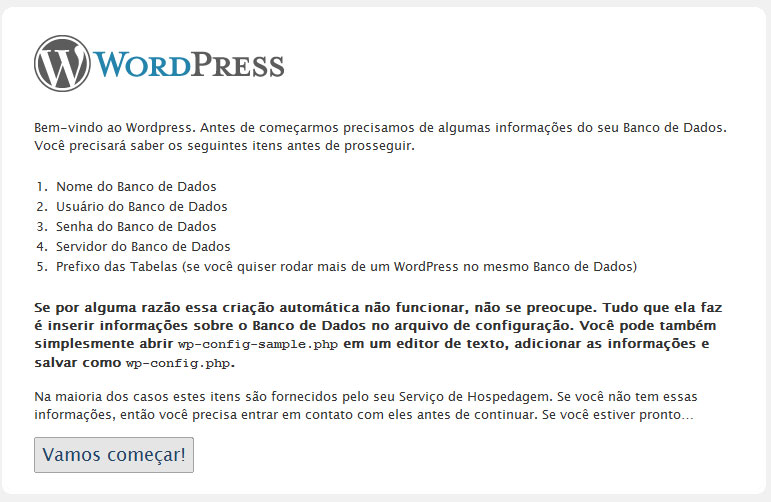 WORDPRESS
Bem-vindo ao Wordpress. Antes de começarmos precisamos de algumas informações do seu Banco de Dados.
Você precisará saber os seguintes itens antes de prosseguir.
1. Nome do Banco de Dados
2. Usuário do Banco de Dados
3. Senha do Banco de Dados
4. Servidor do Banco de Dados
5. Prefixo das Tabelas (se você quiser rodar mais de um WordPress no mesmo Banco de Dados)
Se por alguma razão essa criação automática não funcionar, não se preocupe. Tudo que ela faz
é inserir informações sobre o Banco de Dados no arquivo de configuração. Você pode também
simplesmente abrir wp-config-sample.php em um editor de texto, adicionar as informações e
salvar como wp-config.php.
Na maioria dos casos estes itens são fornecidos pelo seu Serviço de Hospedagem. Se você não tem essas
informações, então você precisa entrar em contato com eles antes de continuar. Se você estiver pronto…
Vamos começar!